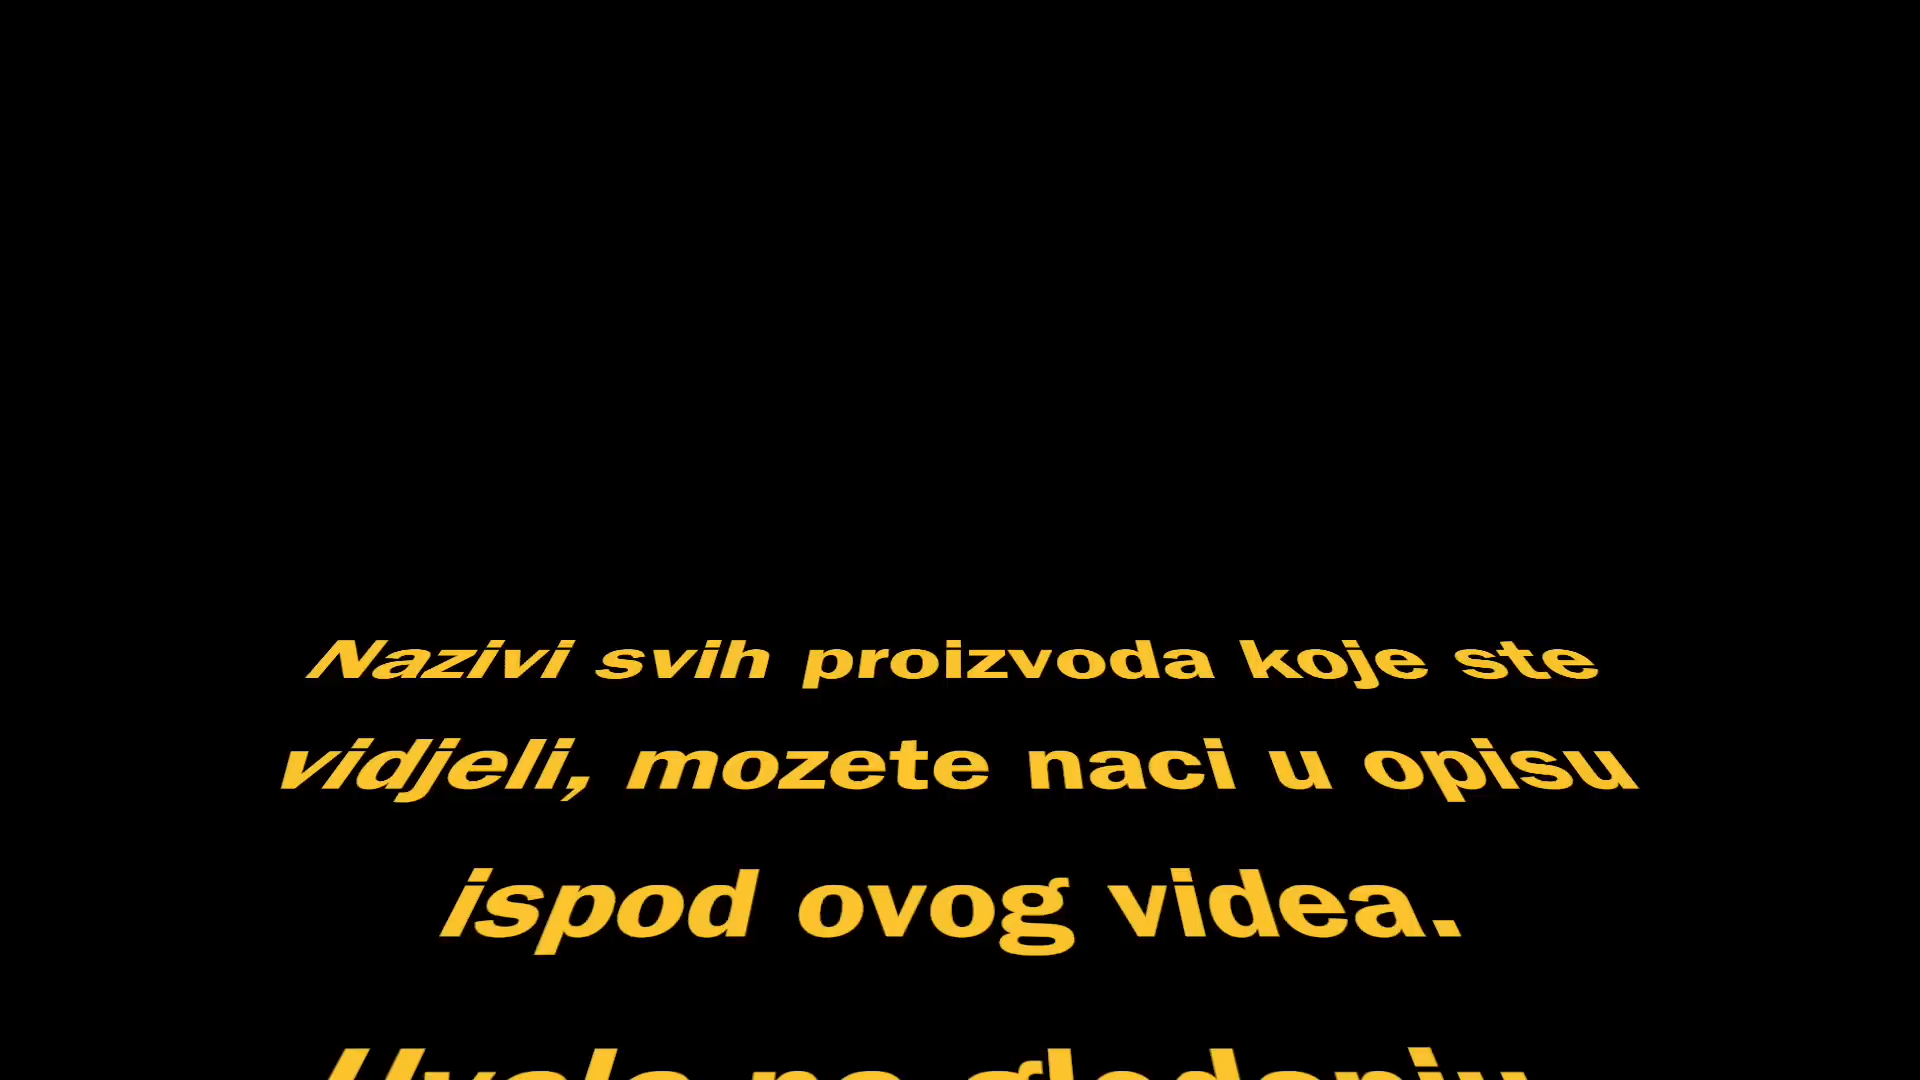 Nazivi svih proizvoda koje ste
vidjeli, mozete naci u opisu
ispod ovog videa.